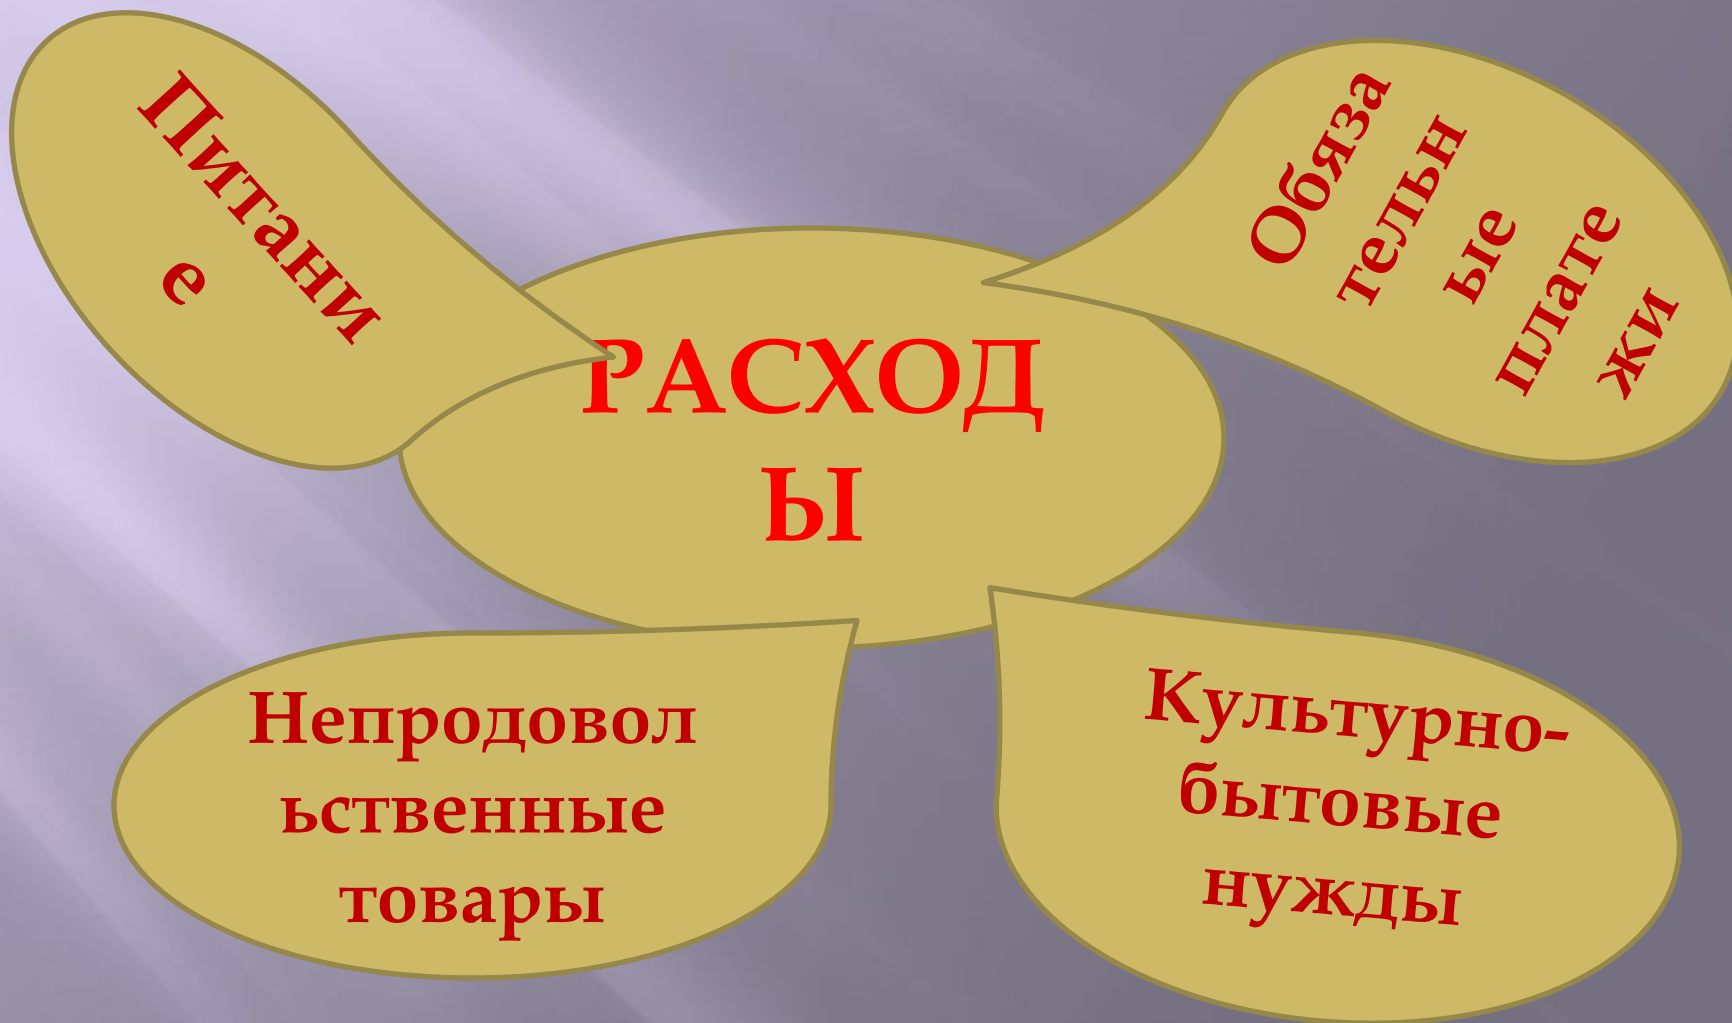 Питани
е
Обяза
тельн
ые
плате
жи
РАСХОД
Ы
Непродовол
ьственные
товары
Культурно-
бытовые
нужды